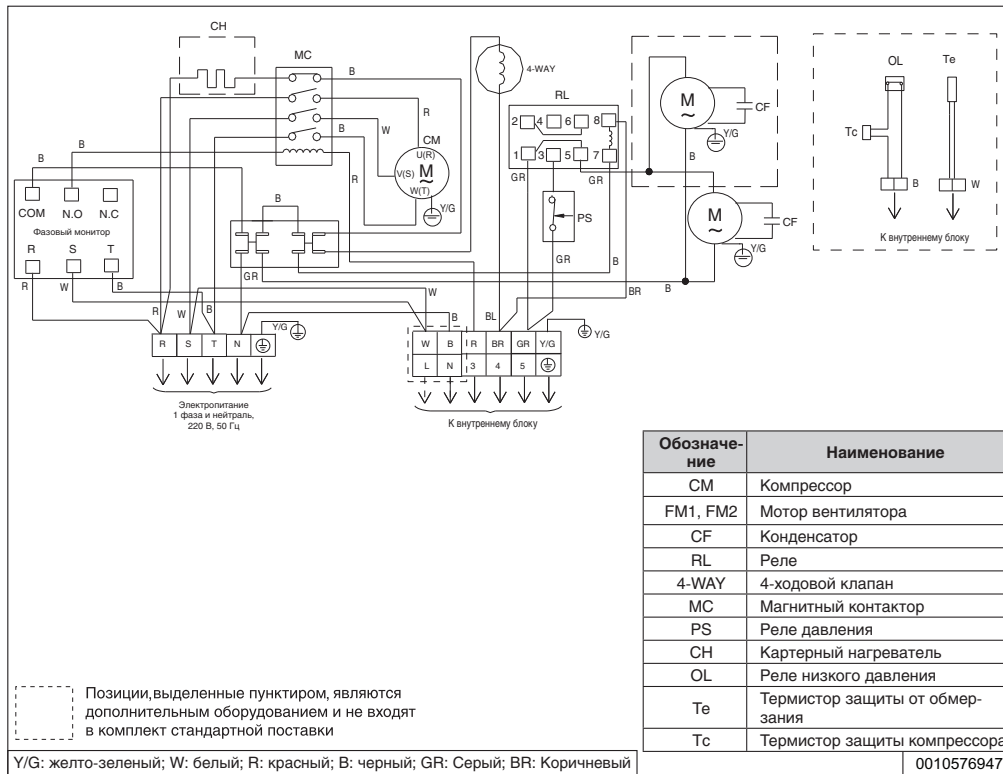 CH
MC
B
4-WAY
R
W
B
CM
U(R)
V(S)
M
~
W(T)
Y/G
R
RL
2
4
6
8
1
3
5
7
GR
GR
PS
GR
B
BR
M
~
CF
Y/G
B
M
~
CF
Y/G
B
OL
Te
Tc
B
W
К внутреннему блоку
B
B
COM
N.O
N.C
Фазовый монитор
R
S
T
R
W
B
B
GR
R
W
B
Y/G
R
S
T
N
Электропитание
1 фаза и нейтраль,
220 В, 50 Гц
W
B
BL
Y/G
W
B
R
BR
GR
Y/G
L
N
3
4
5
К внутреннему блоку
Обозначе-
ние
Наименование
CM
Компрессор
FM1, FM2
Мотор вентилятора
CF
Конденсатор
RL
Реле
4-WAY
4-ходовой клапан
MC
Магнитный контактор
PS
Реле давления
CH
Картерный нагреватель
OL
Реле низкого давления
Te
Термистор защиты от обмер-
зания
Tc
Термистор защиты компрессора
Позиции,выделенные пунктиром, являются
дополнительным оборудованием и не входят
в комплект стандартной поставки
Y/G: желто-зеленый; W: белый; R: красный; B: черный; GR: Серый; BR: Коричневый
0010576947